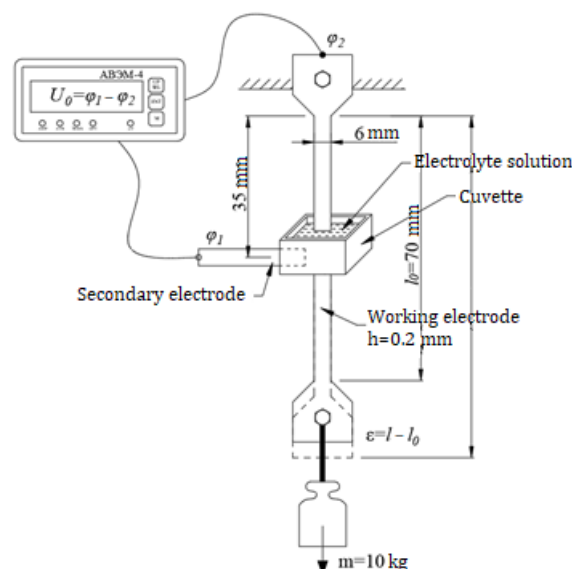 φ₂
АВЭМ-4
U₀=φ₁−φ₂
6 mm
Electrolyte solution
35 mm
Cuvette
l₀=70 mm
φ₁
Secondary electrode
Working electrode
h=0.2 mm
ε=l − l₀
m=10 kg